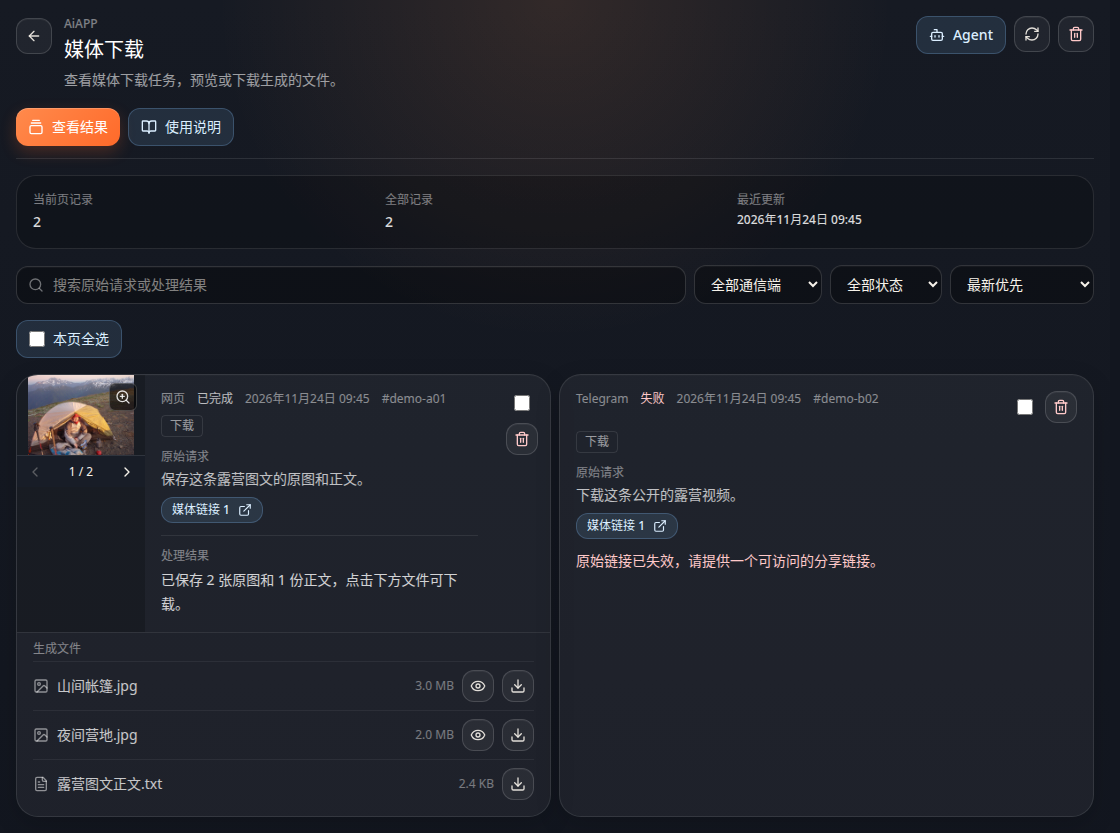 AiAPP
媒体下载
查看媒体下载任务，预览或下载生成的文件。
Agent
查看结果
使用说明
当前页记录
2
全部记录
2
最近更新
2026年11月24日 09:45
搜索原始请求或处理结果
全部通信端
全部状态
最新优先
本页全选
网页 已完成 2026年11月24日 09:45 #demo-a01
下载
原始请求
保存这条露营图文的原图和正文。
媒体链接 1
处理结果
已保存 2 张原图和 1 份正文，点击下方文件可下
载。
1 / 2
生成文件
山间帐篷.jpg 3.0 MB
夜间营地.jpg 2.0 MB
露营图文正文.txt 2.4 KB
Telegram 失败 2026年11月24日 09:45 #demo-b02
下载
原始请求
下载这条公开的露营视频。
媒体链接 1
原始链接已失效，请提供一个可访问的分享链接。